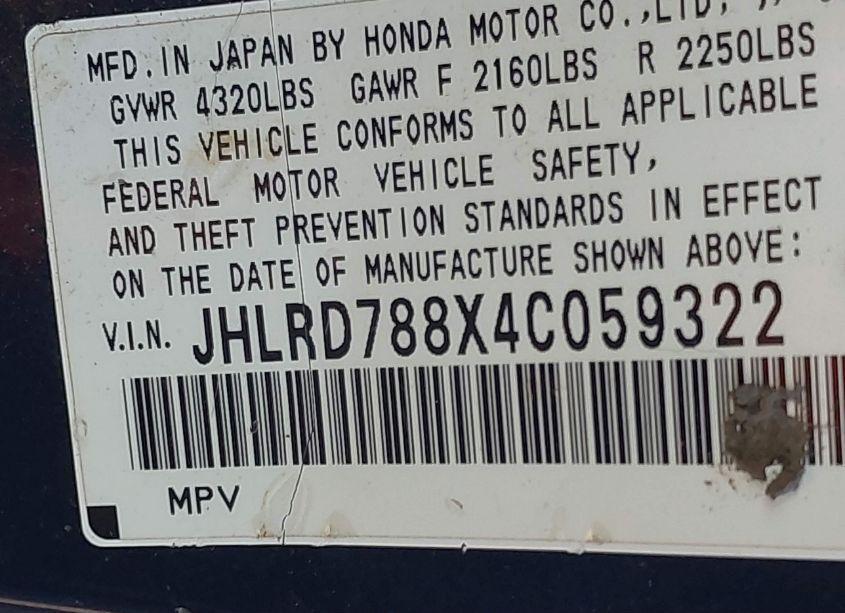 MFD. IN JAPAN BY HONDA MOTOR CO.,LTD,
GVWR 4320LBS GAWR F 2160LBS R 2250LBS
THIS VEHICLE CONFORMS TO ALL APPLICABLE
FEDERAL MOTOR VEHICLE SAFETY,
AND THEFT PREVENTION STANDARDS IN EFFECT
ON THE DATE OF MANUFACTURE SHOWN ABOVE:
V.I.N. JHLRD788X4C059322
MPV